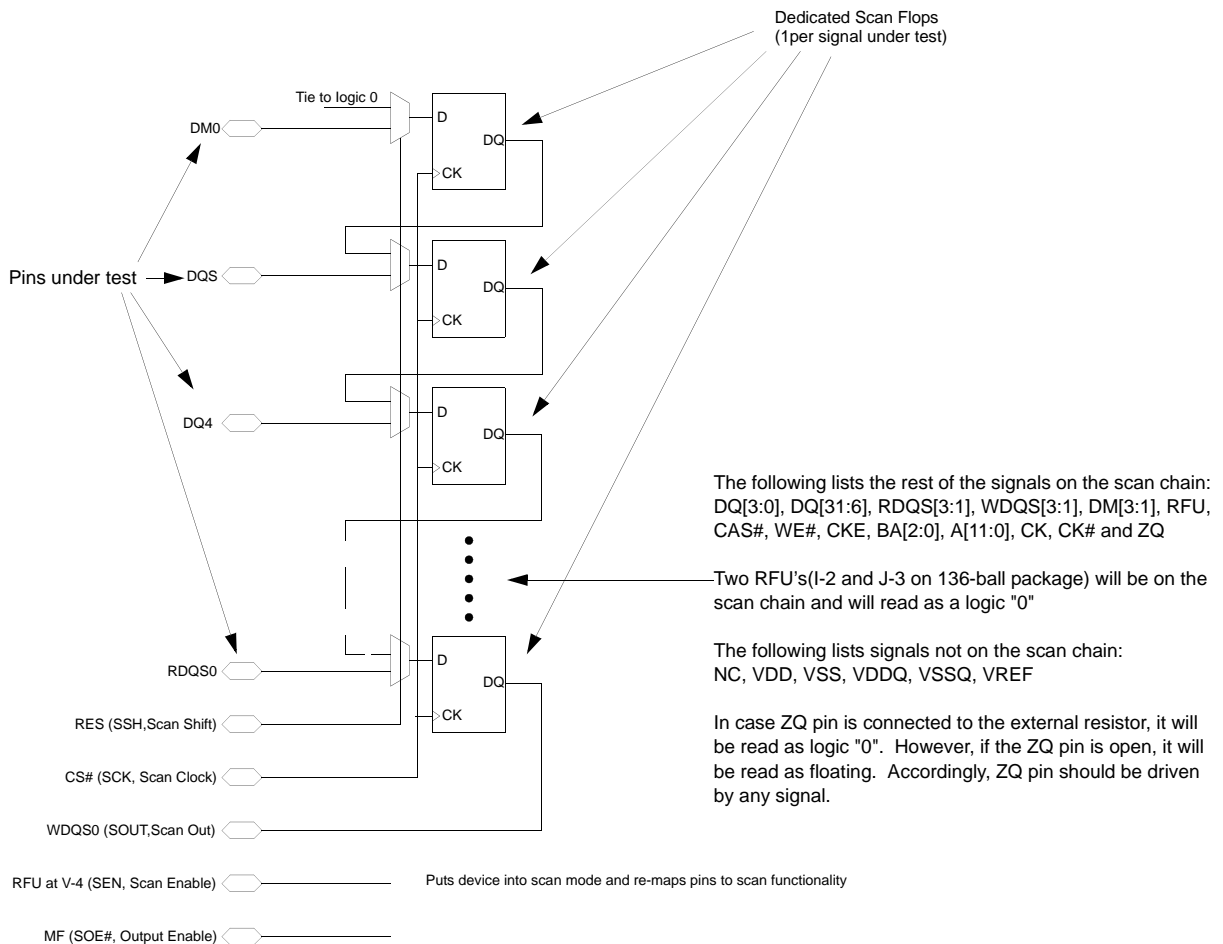 Dedicated Scan Flops
(1per signal under test)
Tie to logic 0
D
DM0
DQ
CK
D
Pins under test
DQS
DQ
CK
D
DQ4
DQ
CK
The following lists the rest of the signals on the scan chain:
DQ[3:0], DQ[31:6], RDQS[3:1], WDQS[3:1], DM[3:1], RFU,
CAS#, WE#, CKE, BA[2:0], A[11:0], CK, CK# and ZQ
Two RFU's(I-2 and J-3 on 136-ball package) will be on the
scan chain and will read as a logic "0"
The following lists signals not on the scan chain:
NC, VDD, VSS, VDDQ, VSSQ, VREF
In case ZQ pin is connected to the external resistor, it will
be read as logic "0".  However, if the ZQ pin is open, it will
be read as floating.  Accordingly, ZQ pin should be driven
by any signal.
D
RDQS0
DQ
CK
RES (SSH,Scan Shift)
CS# (SCK, Scan Clock)
WDQS0 (SOUT,Scan Out)
RFU at V-4 (SEN, Scan Enable)
Puts device into scan mode and re-maps pins to scan functionality
MF (SOE#, Output Enable)